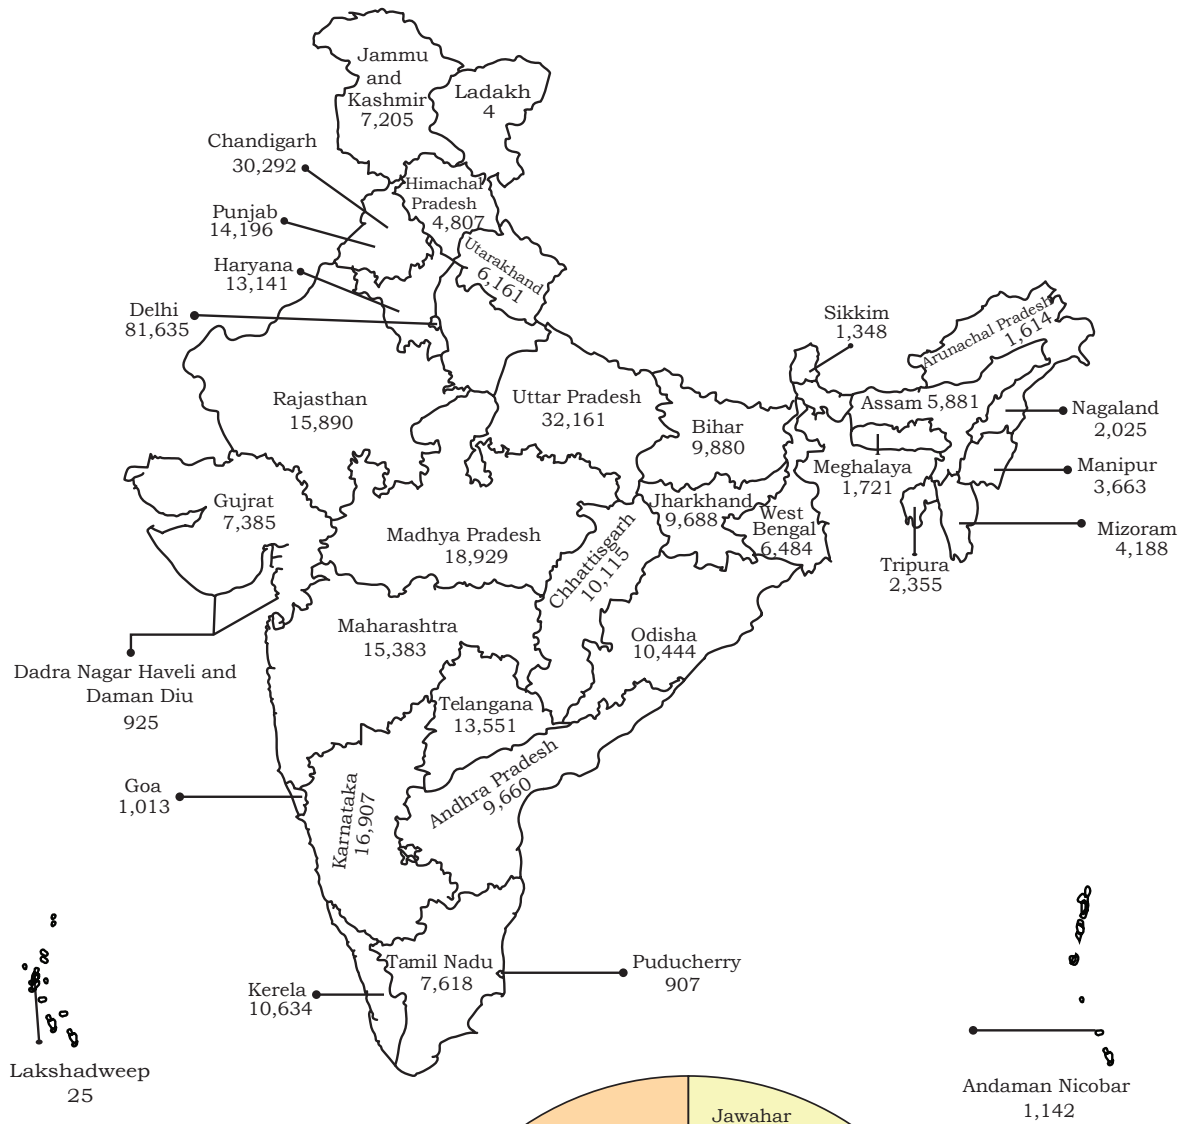 Jammu
and
Kashmir
7,205
Ladakh
4
Chandigarh
30,292
Himachal
Pradesh
4,807
Punjab
14,196
Utarakhand
6,161
Haryana
13,141
Delhi
81,635
Sikkim
1,348
Arunachal Pradesh
1,614
Rajasthan
15,890
Uttar Pradesh
32,161
Bihar
9,880
Assam 5,881
Nagaland
2,025
Meghalaya
1,721
Manipur
3,663
Gujrat
7,385
Madhya Pradesh
18,929
Chhattisgarh
10,115
Jharkhand
9,688
West
Bengal
6,484
Mizoram
4,188
Tripura
2,355
Maharashtra
15,383
Odisha
10,444
Dadra Nagar Haveli and
Daman Diu
925
Telangana
13,551
Goa
1,013
Karnataka
16,907
Andhra Pradesh
9,660
Tamil Nadu
7,618
Puducherry
907
Kerela
10,634
Lakshadweep
25
Andaman Nicobar
1,142
Jawahar